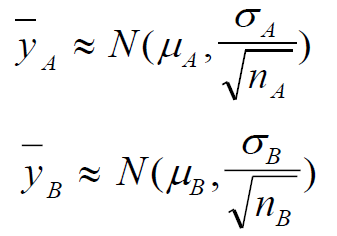 ȳ_A ≈ N(μ_A, σ_A/√n_A)
ȳ_B ≈ N(μ_B, σ_B/√n_B)